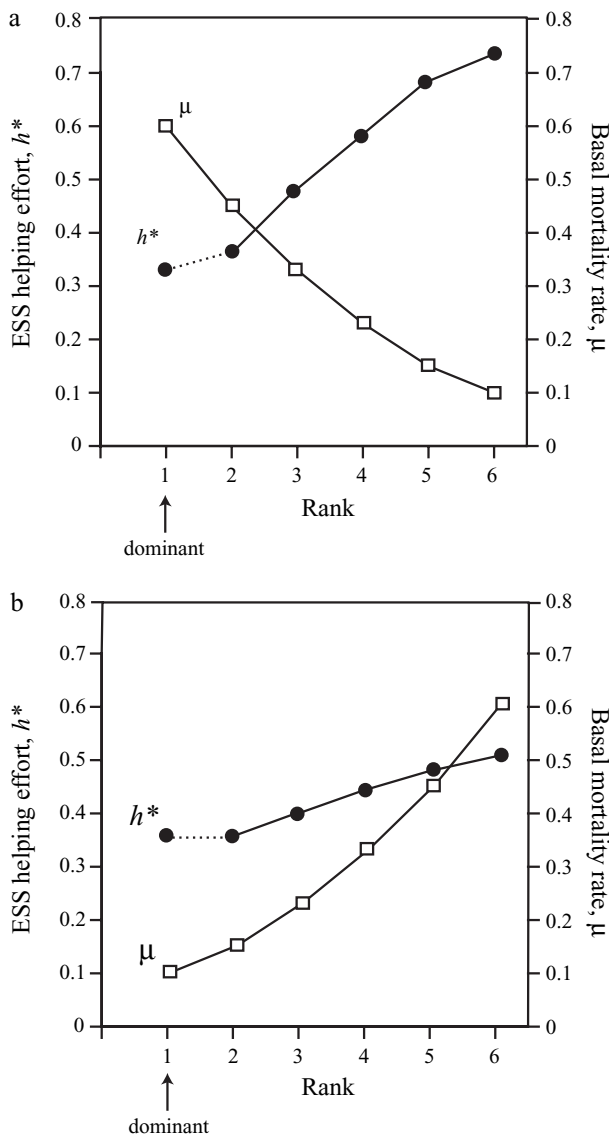 a
0.8
0.7
0.6
0.5
0.4
0.3
0.2
0.1
0
ESS helping effort, h*
μ
h*
0.8
0.7
0.6
0.5
0.4
0.3
0.2
0.1
0
Basal mortality rate, μ
1 2 3 4 5 6
Rank
dominant
b
0.8
0.7
0.6
0.5
0.4
0.3
0.2
0.1
0
ESS helping effort, h*
h*
μ
0.8
0.7
0.6
0.5
0.4
0.3
0.2
0.1
0
Basal mortality rate, μ
1 2 3 4 5 6
Rank
dominant